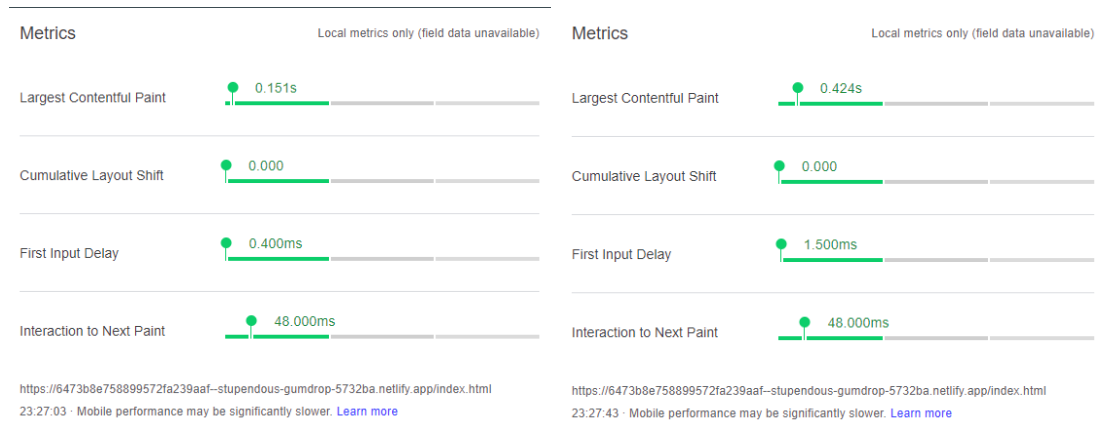 Metrics
Local metrics only (field data unavailable)
Largest Contentful Paint
0.151s
Cumulative Layout Shift
0.000
First Input Delay
0.400ms
Interaction to Next Paint
48.000ms
https://6473b8e758899572fa239aaf--stupendous-gumdrop-5732ba.netlify.app/index.html
23:27:03 · Mobile performance may be significantly slower. Learn more
Metrics
Local metrics only (field data unavailable)
Largest Contentful Paint
0.424s
Cumulative Layout Shift
0.000
First Input Delay
1.500ms
Interaction to Next Paint
48.000ms
https://6473b8e758899572fa239aaf--stupendous-gumdrop-5732ba.netlify.app/index.html
23:27:43 · Mobile performance may be significantly slower. Learn more